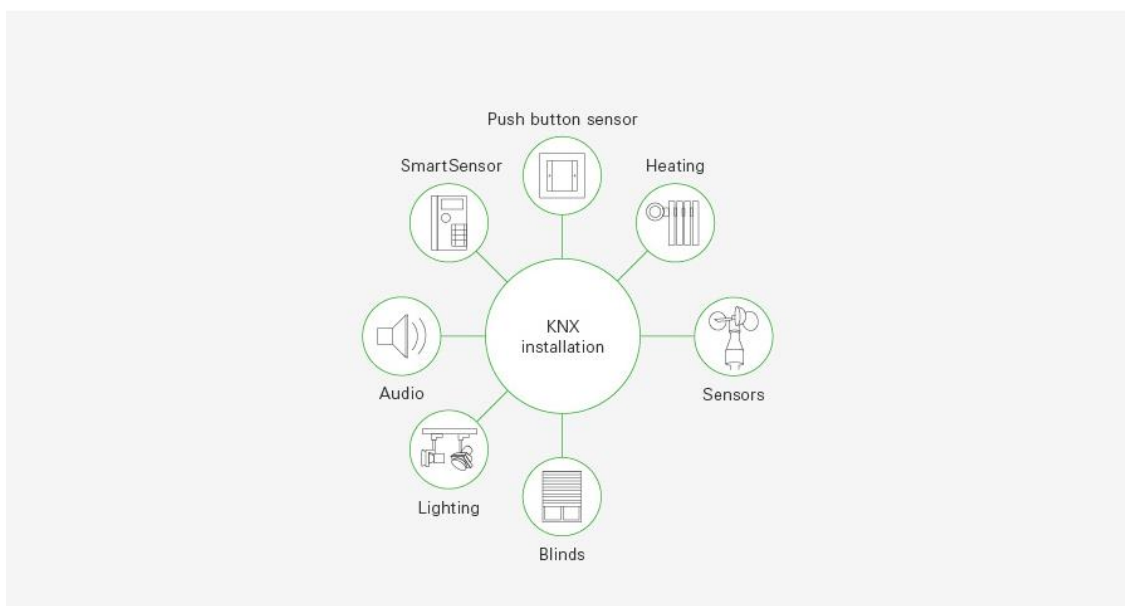 Push button sensor
SmartSensor
Heating
KNX
installation
Audio
Sensors
Lighting
Blinds